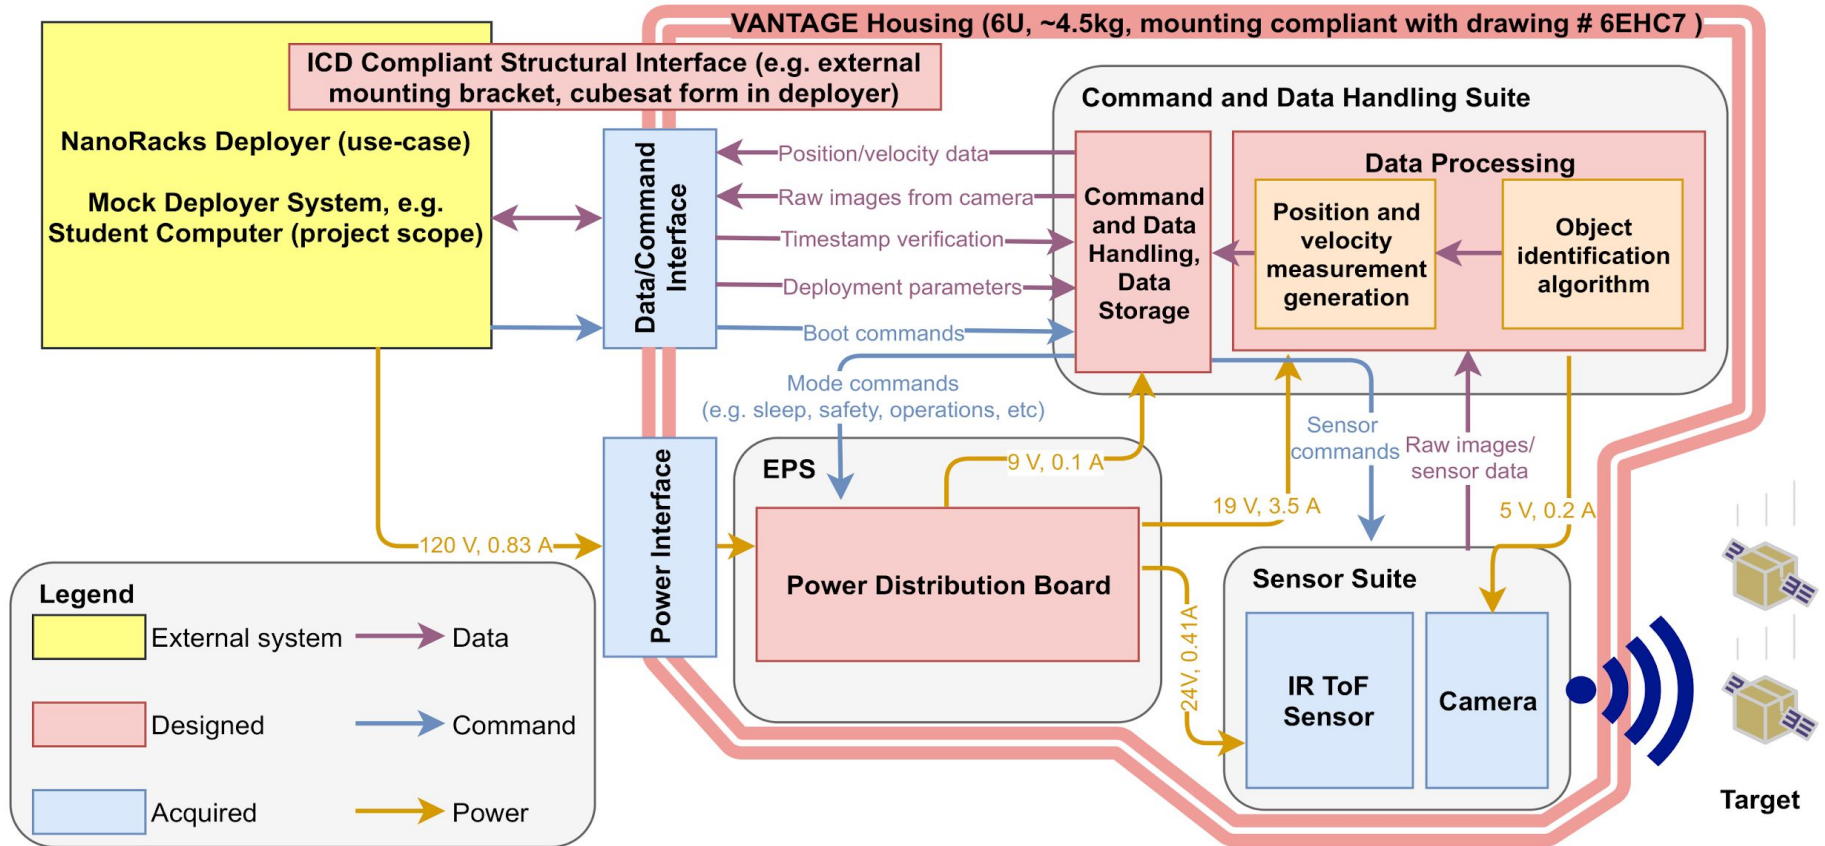 VANTAGE Housing (6U, ~4.5kg, mounting compliant with drawing # 6EHC7 )
ICD Compliant Structural Interface (e.g. external
mounting bracket, cubesat form in deployer)
NanoRacks Deployer (use-case)
Mock Deployer System, e.g.
Student Computer (project scope)
Data/Command
Interface
Position/velocity data
Raw images from camera
Timestamp verification
Deployment parameters
Boot commands
Mode commands
(e.g. sleep, safety, operations, etc)
Command and Data Handling Suite
Command
and Data
Handling,
Data
Storage
Data Processing
Position and
velocity
measurement
generation
Object
identification
algorithm
Sensor
commands
Raw images/
sensor data
120 V, 0.83 A
Power Interface
EPS
9 V, 0.1 A
19 V, 3.5 A
5 V, 0.2 A
24V, 0.41A
Power Distribution Board
Sensor Suite
IR ToF
Sensor
Camera
Target
Legend
External system
Data
Designed
Command
Acquired
Power